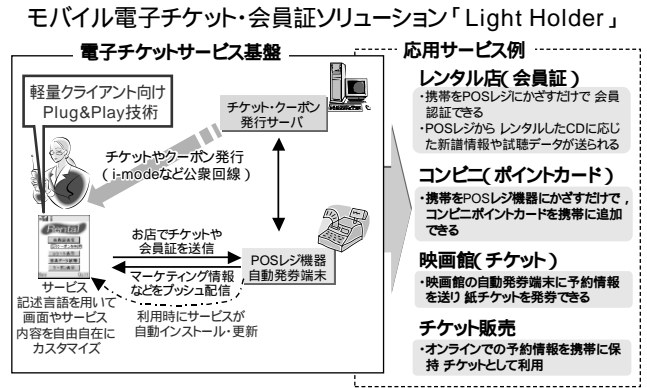 モバイル電子チケット・会員証ソリューション「Light Holder」
電子チケットサービス基盤
軽量クライアント向け
Plug&Play技術
チケット・クーポン
発行サーバ
チケットやクーポン発行
(i-modeなど公衆回線)
Rental
お店でチケットや
会員証を送信
POSレジ機器
自動発券端末
マーケティング情報
などをプッシュ配信
サービス
記述言語を用いて
画面やサービス
内容を自由自在に
カスタマイズ
利用時にサービスが
自動インストール・更新
応用サービス例
レンタル店(会員証)
・携帯をPOSレジにかざすだけで 会員
認証できる
・POSレジから レンタルしたCDに応じ
た新譜情報や試聴データが送られる
コンビニ(ポイントカード)
・携帯をPOSレジ機器にかざすだけで,
コンビニポイントカードを携帯に追加
できる
映画館(チケット)
・映画館の自動発券端末に予約情報
を送り 紙チケットを発券できる
チケット販売
・オンラインでの予約情報を携帯に保
持 チケットとして利用